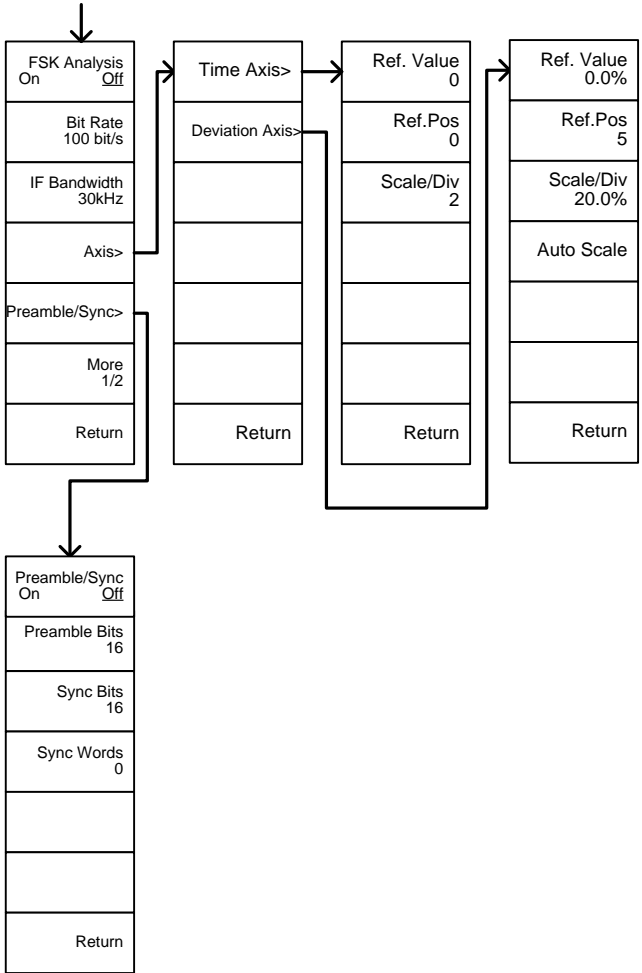 FSK Analysis
On Off
Bit Rate
100 bit/s
IF Bandwidth
30kHz
Axis>
Preamble/Sync>
More
1/2
Return
Time Axis>
Deviation Axis>
Return
Ref. Value
0
Ref.Pos
0
Scale/Div
2
Return
Ref. Value
0.0%
Ref.Pos
5
Scale/Div
20.0%
Auto Scale
Return
Preamble/Sync
On Off
Preamble Bits
16
Sync Bits
16
Sync Words
0
Return